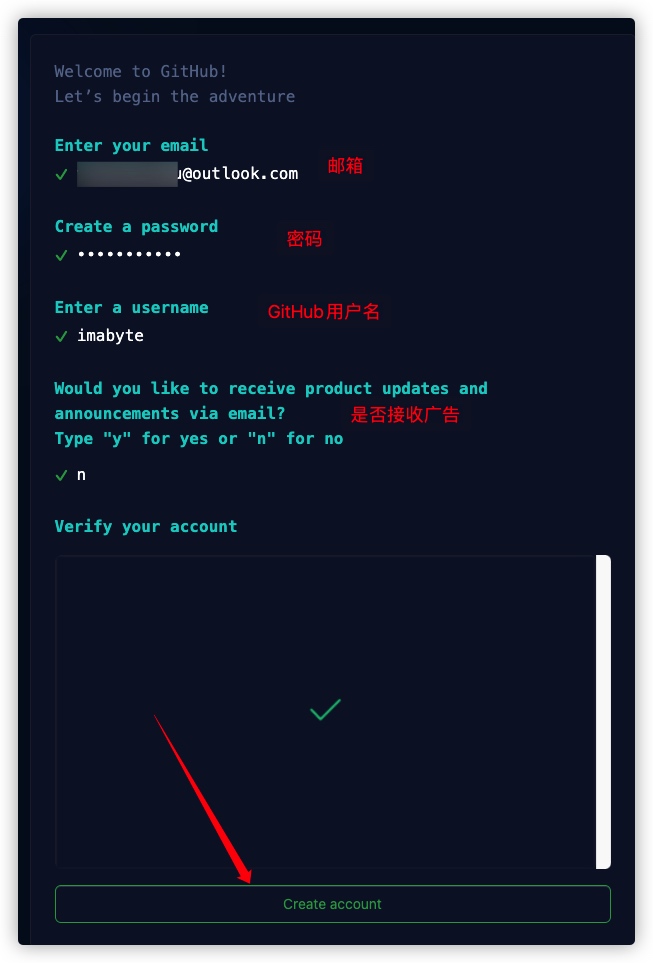 Welcome to GitHub!
Let’s begin the adventure
Enter your email
邮箱
@outlook.com
Create a password
密码
•••••••••••
Enter a username
GitHub用户名
imabyte
Would you like to receive product updates and
announcements via email?
是否接收广告
Type "y" for yes or "n" for no
n
Verify your account
Create account